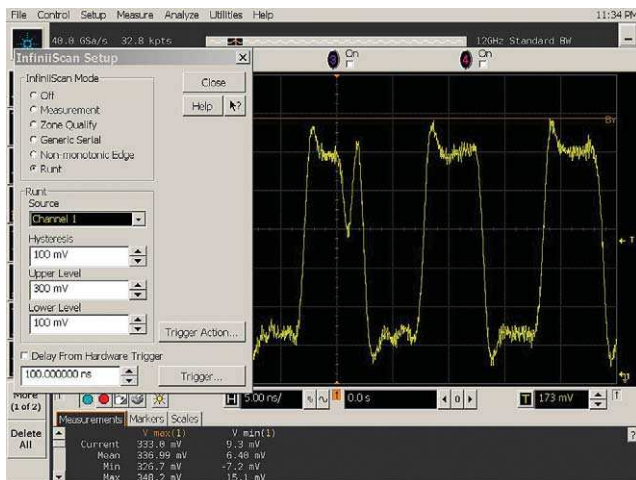 File Control Setup Measure Analyze Utilities Help 11:34 PM
40.0 GSa/s 32.8 kpts 12GHz Standard BW
InfiniiScan Setup
3 On 4 On
InfiniiScan Mode
Off
Measurement
Zone Qualify
Generic Serial
Non-monotonic Edge
Runt
Close
Help
Runt
Source
Channel 1
Hysteresis
100 mV
Upper Level
300 mV
Lower Level
100 mV
Trigger Action...
Delay From Hardware Trigger
100.000000 ns
Trigger...
T
More
(1 of 2)
Delete
All
H 5.00 ns/ 0.0 s 0 T 173 mV
Measurements Markers Scales
V max(1) V min(1)
Current 333.0 mV 9.3 mV
Mean 336.99 mV 6.40 mV
Min 326.7 mV -7.2 mV
Max 348.2 mV 15.1 mV